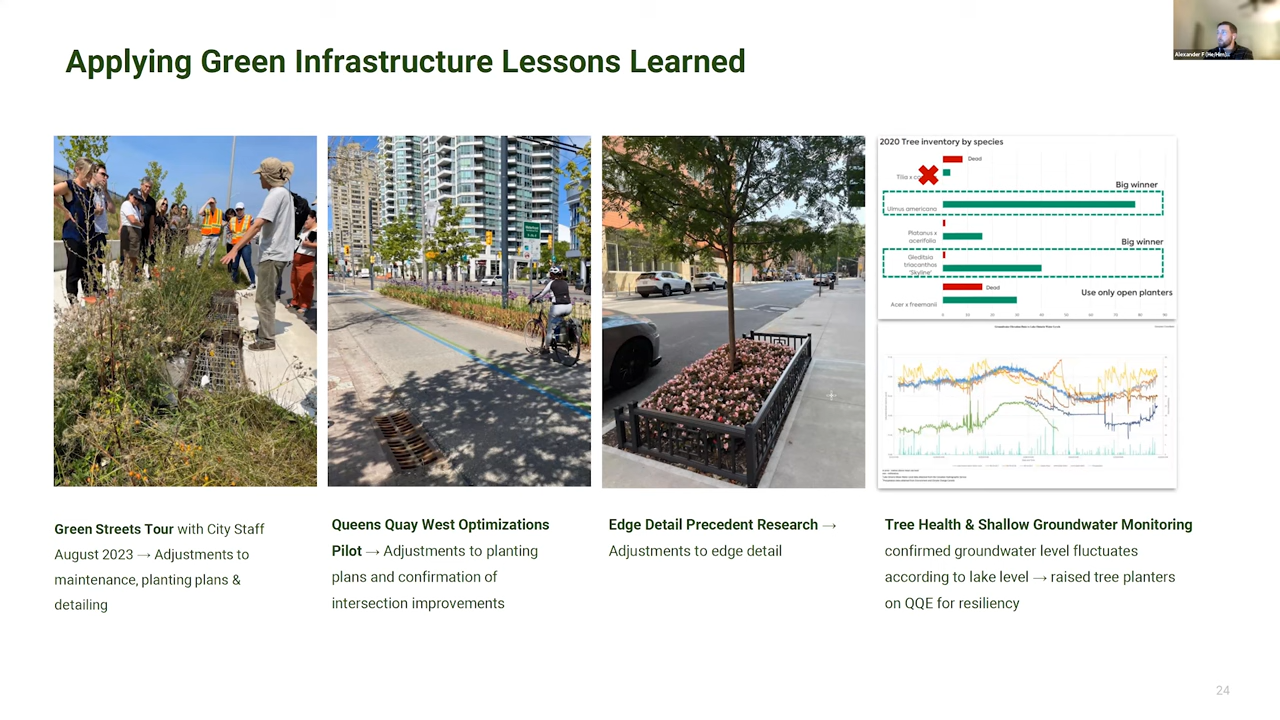 Applying Green Infrastructure Lessons Learned
Alexander F (He/Him)
2020 Tree inventory by species
Dead
Tilia x
Big winner
Ulmus americana
Platanus x
acerifolia
Big winner
Gleditsia
triacanthos
'Skyline'
Dead
Use only open planters
Acer x freemanii
Green Streets Tour with City Staff
August 2023 → Adjustments to
maintenance, planting plans &
detailing
Queens Quay West Optimizations
Pilot → Adjustments to planting
plans and confirmation of
intersection improvements
Edge Detail Precedent Research →
Adjustments to edge detail
Tree Health & Shallow Groundwater Monitoring
confirmed groundwater level fluctuates
according to lake level → raised tree planters
on QQE for resiliency
24